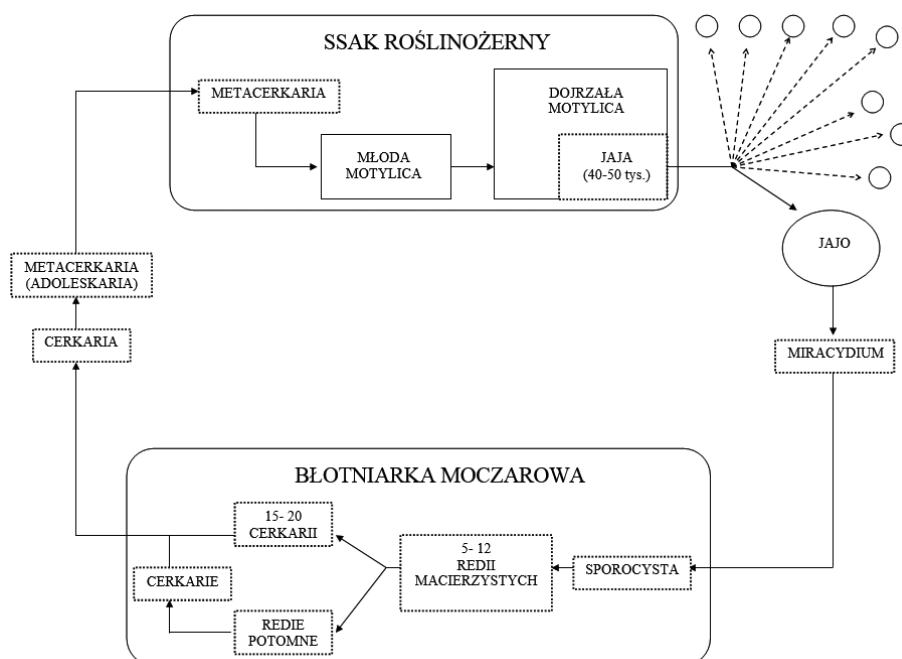 SSAK ROŚLINOŻERNY
METACERKARIA
MŁODA
MOTYLICA
DOJRZAŁA
MOTYLICA
JAJA
(40-50 tys.)
JAJO
MIRACYDIUM
METACERKARIA
(ADOLESKARIA)
CERKARIA
BŁOTNIARKA MOCZAROWA
15- 20
CERKARII
5- 12
REDII
MACIERZYSTYCH
SPOROCYSTA
CERKARIE
REDIE
POTOMNE